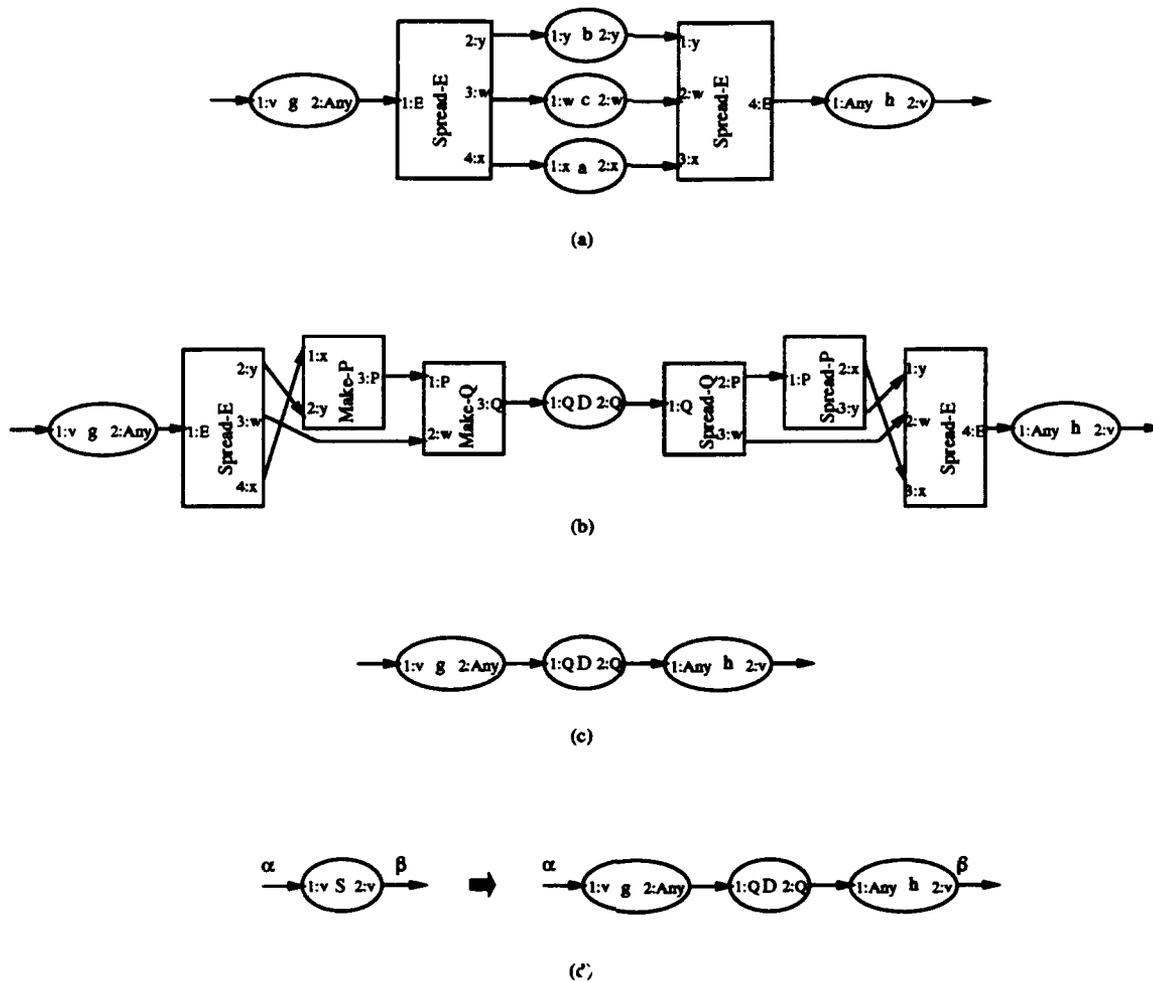 2:y 1:y b 2:y 1:y
1:v g 2:Any 1:E Spread-E 3:w 1:w c 2:w 2:w Spread-E 4:E 1:Any h 2:v
4:x 1:x a 2:x 3:x
(a)
1:x 2:y 3:P Make-P 1:P 3:Q 2:w Make-Q 1:Q D 2:Q 1:Q 2:P 3:w Spread-Q 1:P 2:x 3:y Spread-P 1:y
1:v g 2:Any 1:E 2:y 3:w 4:x Spread-E 2:w 3:x 4:E Spread-E 1:Any h 2:v
(b)
1:v g 2:Any 1:Q D 2:Q 1:Any h 2:v
(c)
α β α β
1:v S 2:v 1:v g 2:Any 1:Q D 2:Q 1:Any h 2:v